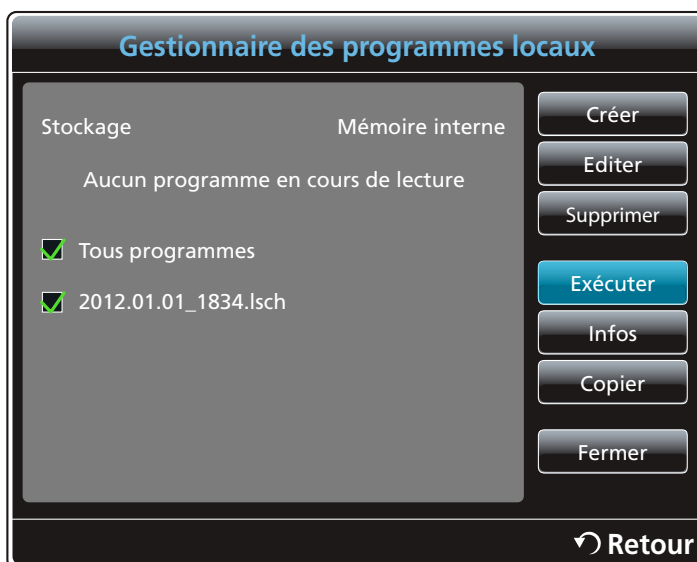 Gestionnaire des programmes locaux
Stockage Mémoire interne
Aucun programme en cours de lecture
Tous programmes
2012.01.01_1834.lsch
Créer
Editer
Supprimer
Exécuter
Infos
Copier
Fermer
Retour